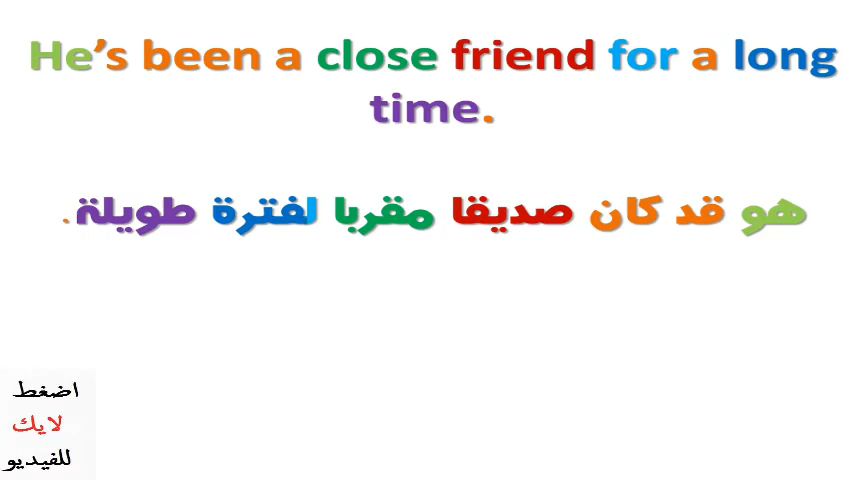 He’s been a close friend for a long
time.
هو قد كان صديقا مقربا لفترة طويلة.
اضغط
لايك
للفيديو